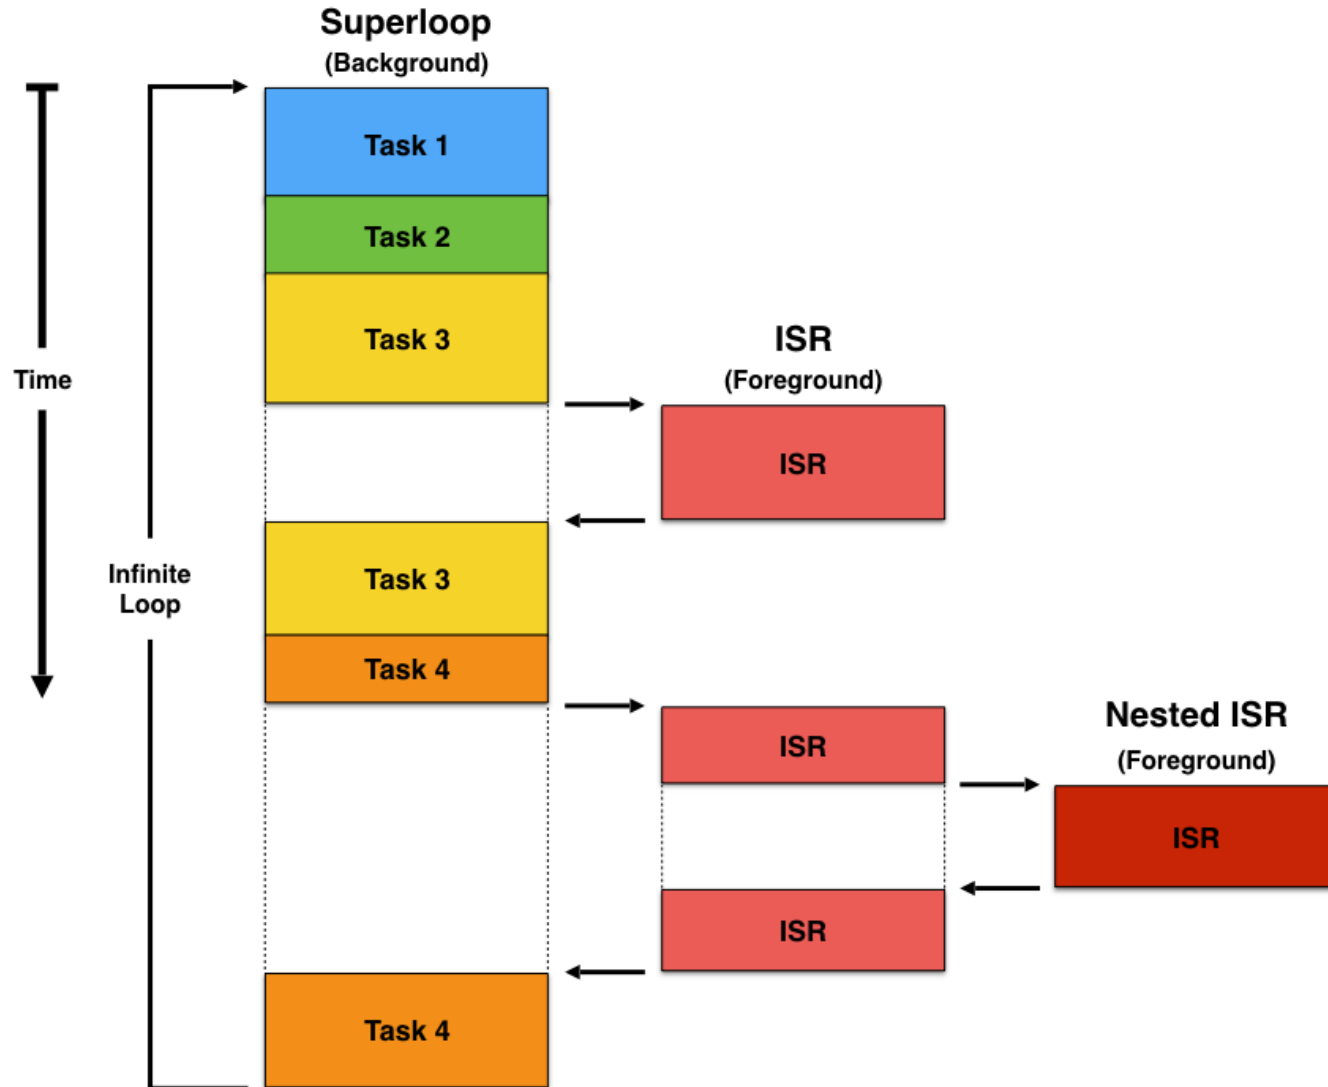 Superloop
(Background)
Task 1
Task 2
Task 3
ISR
(Foreground)
Time
ISR
Infinite
Loop
Task 3
Task 4
Nested ISR
(Foreground)
ISR
ISR
ISR
Task 4